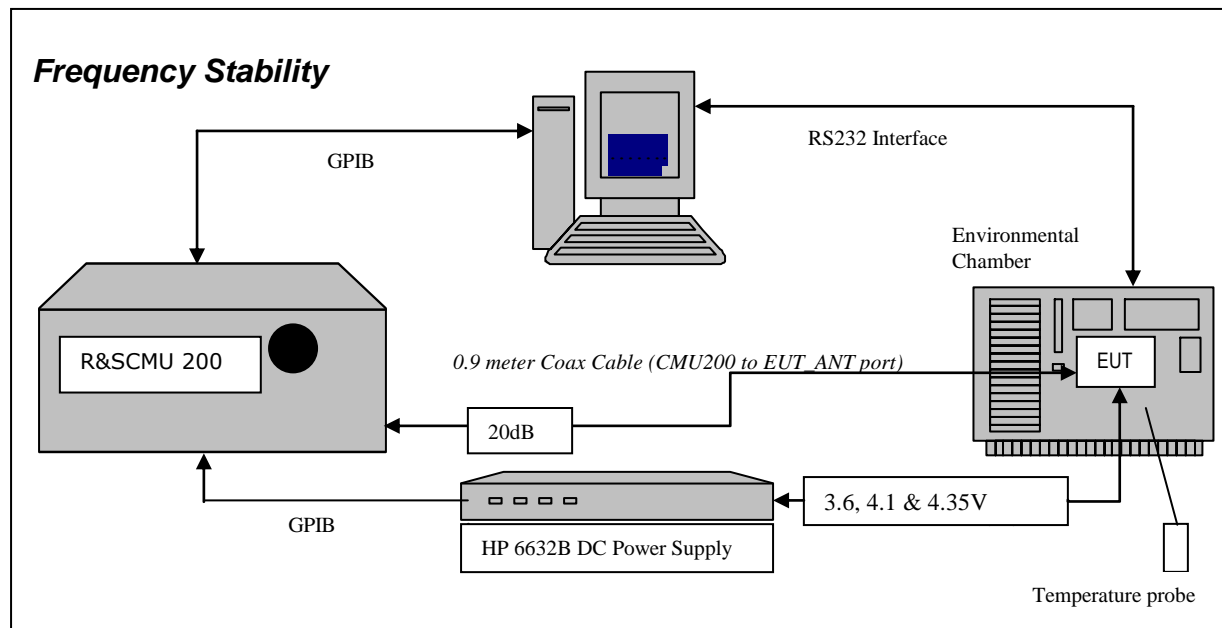 Frequency Stability
GPIB
RS232 Interface
Environmental
Chamber
R&SCMU 200
0.9 meter Coax Cable (CMU200 to EUT_ANT port)
EUT
20dB
3.6, 4.1 & 4.35V
GPIB
HP 6632B DC Power Supply
Temperature probe